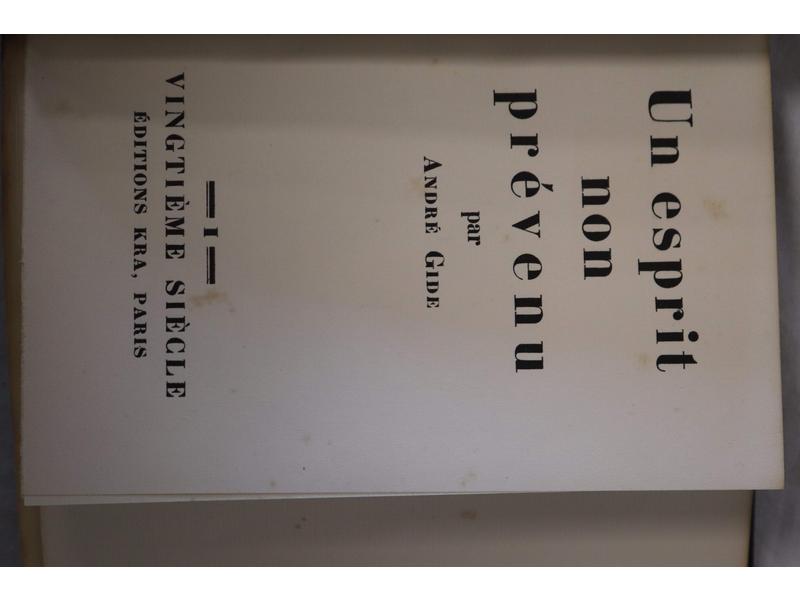 Un esprit
non
prévenu
par
ANDRÉ GIDE
I
VINGTIÈME SIÈCLE
ÉDITIONS KRA, PARIS